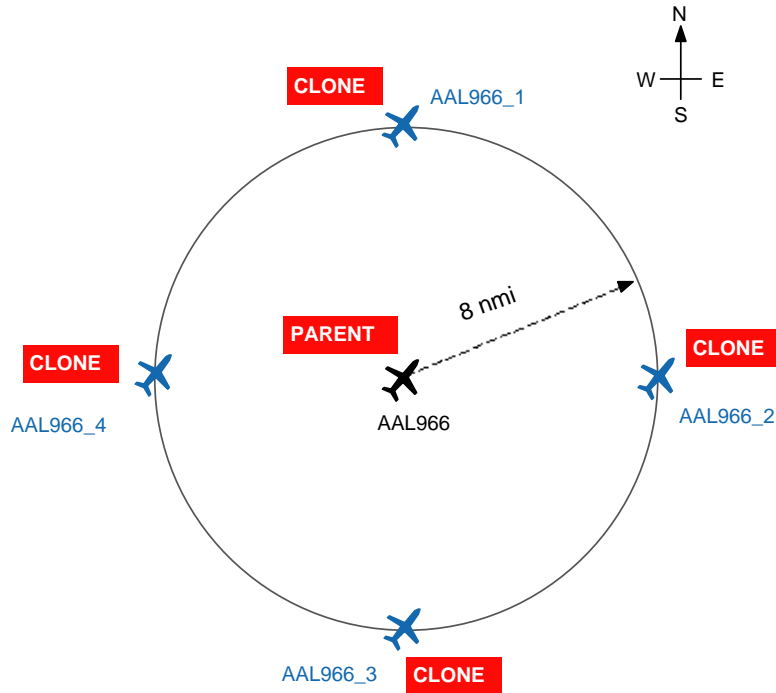 N
CLONE AAL966_1
W E
S
8 nmi
PARENT
CLONE
CLONE
AAL966_4
AAL966
AAL966_2
AAL966_3
CLONE